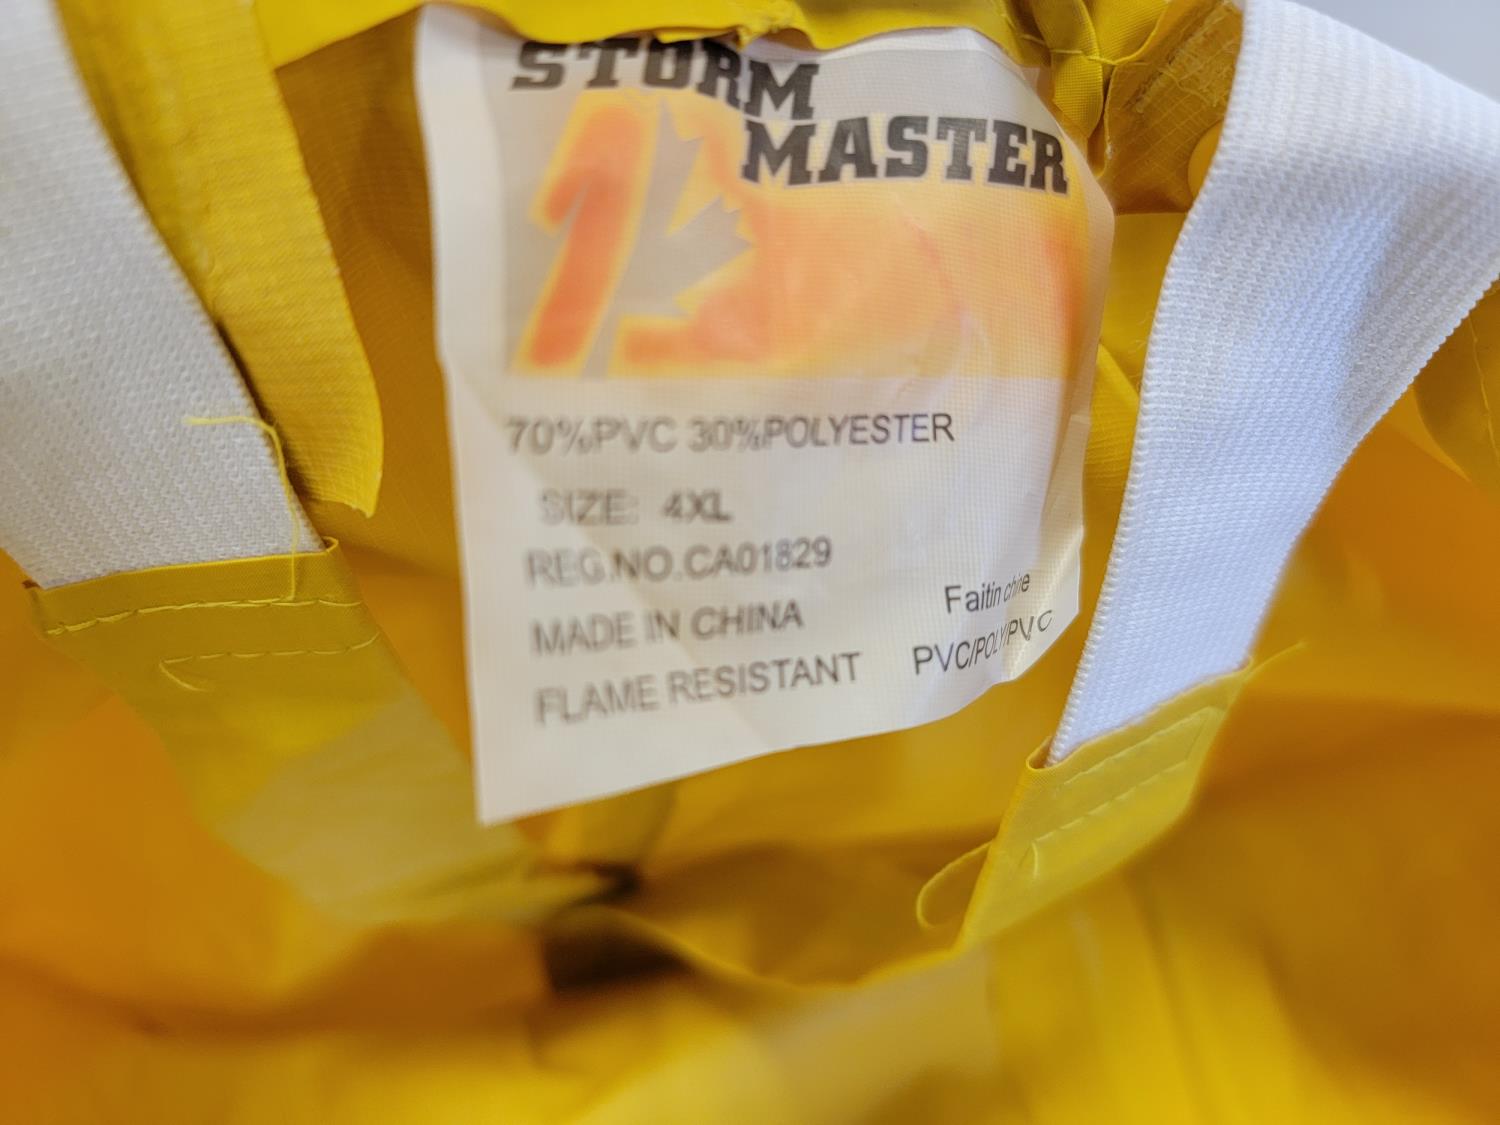 STORM
MASTER
70%PVC 30%POLYESTER
SIZE: 4XL
REG.NO.CA01829
MADE IN CHINA
FLAME RESISTANT
Faitin chine
PVC/POLY/PVC